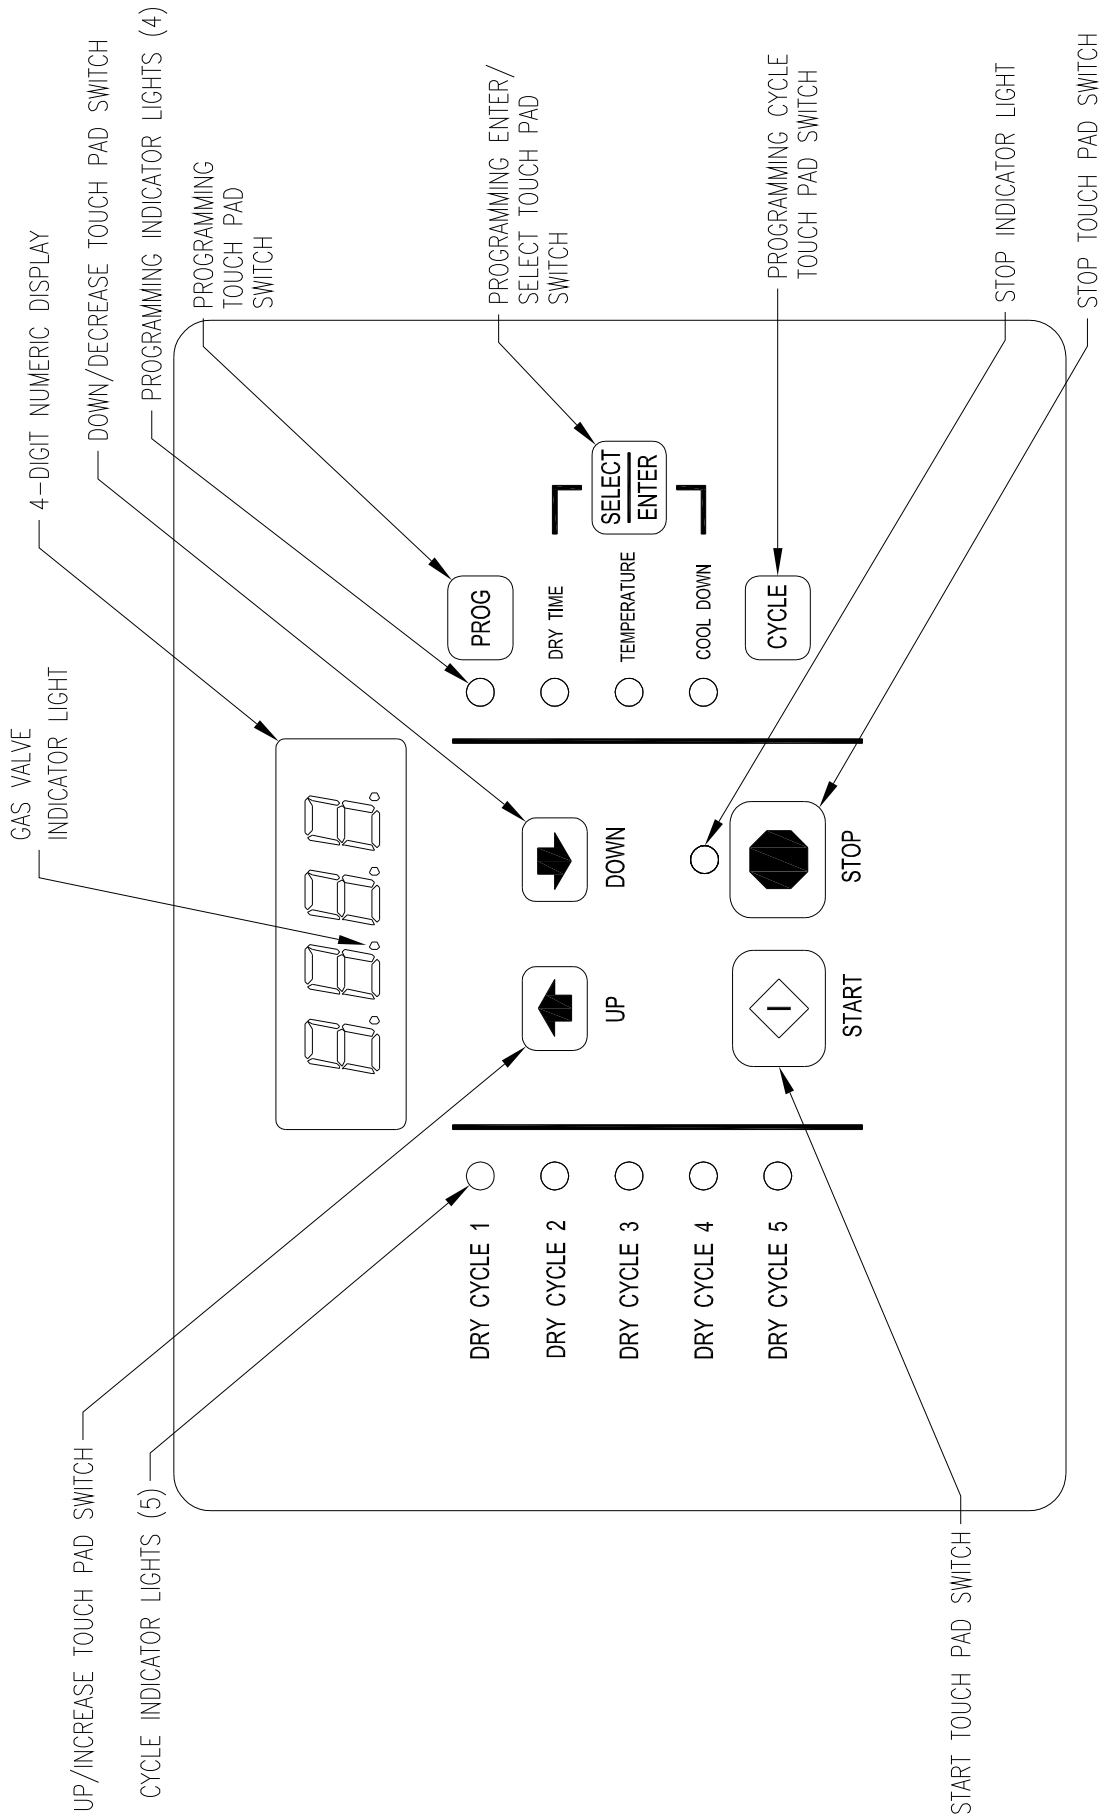 UP/INCREASE TOUCH PAD SWITCH
CYCLE INDICATOR LIGHTS (5)
GAS VALVE
INDICATOR LIGHT
4-DIGIT NUMERIC DISPLAY
DOWN/DECREASE TOUCH PAD SWITCH
PROGRAMMING INDICATOR LIGHTS (4)
PROGRAMMING
TOUCH PAD
SWITCH
PROGRAMMING ENTER/
SELECT TOUCH PAD
SWITCH
PROGRAMMING CYCLE
TOUCH PAD SWITCH
STOP INDICATOR LIGHT
STOP TOUCH PAD SWITCH
START TOUCH PAD SWITCH
DRY CYCLE 1
DRY CYCLE 2
DRY CYCLE 3
DRY CYCLE 4
DRY CYCLE 5
UP
DOWN
START
STOP
PROG
DRY TIME
TEMPERATURE
COOL DOWN
SELECT
ENTER
CYCLE